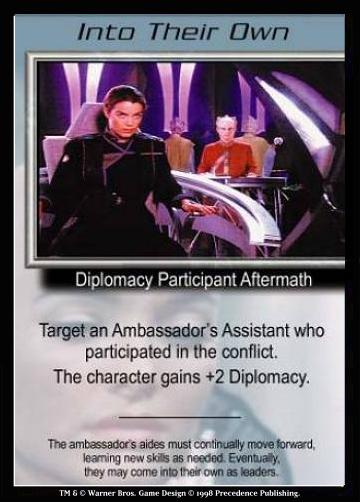 Into Their Own
Diplomacy Participant Aftermath
Target an Ambassador's Assistant who
participated in the conflict.
The character gains +2 Diplomacy.
The ambassador's aides must continually move forward,
learning new skills as needed. Eventually,
they may come into their own as leaders.
TM & © Warner Bros. Game Design © 1998 Precedence Publishing.